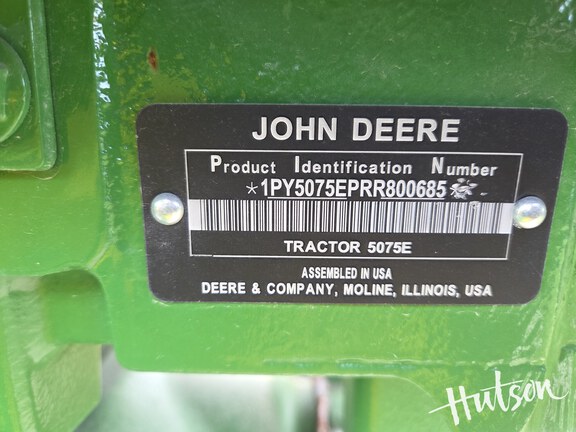 JOHN DEERE
Product Identification Number
*1PY5075EPRR800685*
TRACTOR 5075E
ASSEMBLED IN USA
DEERE & COMPANY, MOLINE, ILLINOIS, USA
Hutson